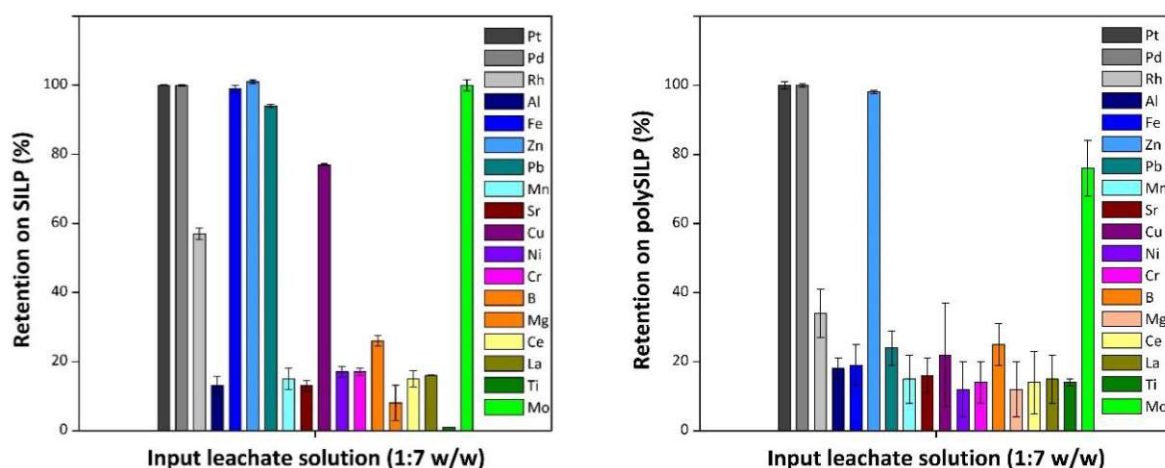 Retention on SILP (%)
100
80
60
40
20
0
Pt
Pd
Rh
Al
Fe
Zn
Pb
Mn
Sr
Cu
Ni
Cr
B
Mg
Ce
La
Ti
Mo
Input leachate solution (1:7 w/w)
Retention on polySILP (%)
100
80
60
40
20
0
Pt
Pd
Rh
Al
Fe
Zn
Pb
Mn
Sr
Cu
Ni
Cr
B
Mg
Ce
La
Ti
Mo
Input leachate solution (1:7 w/w)